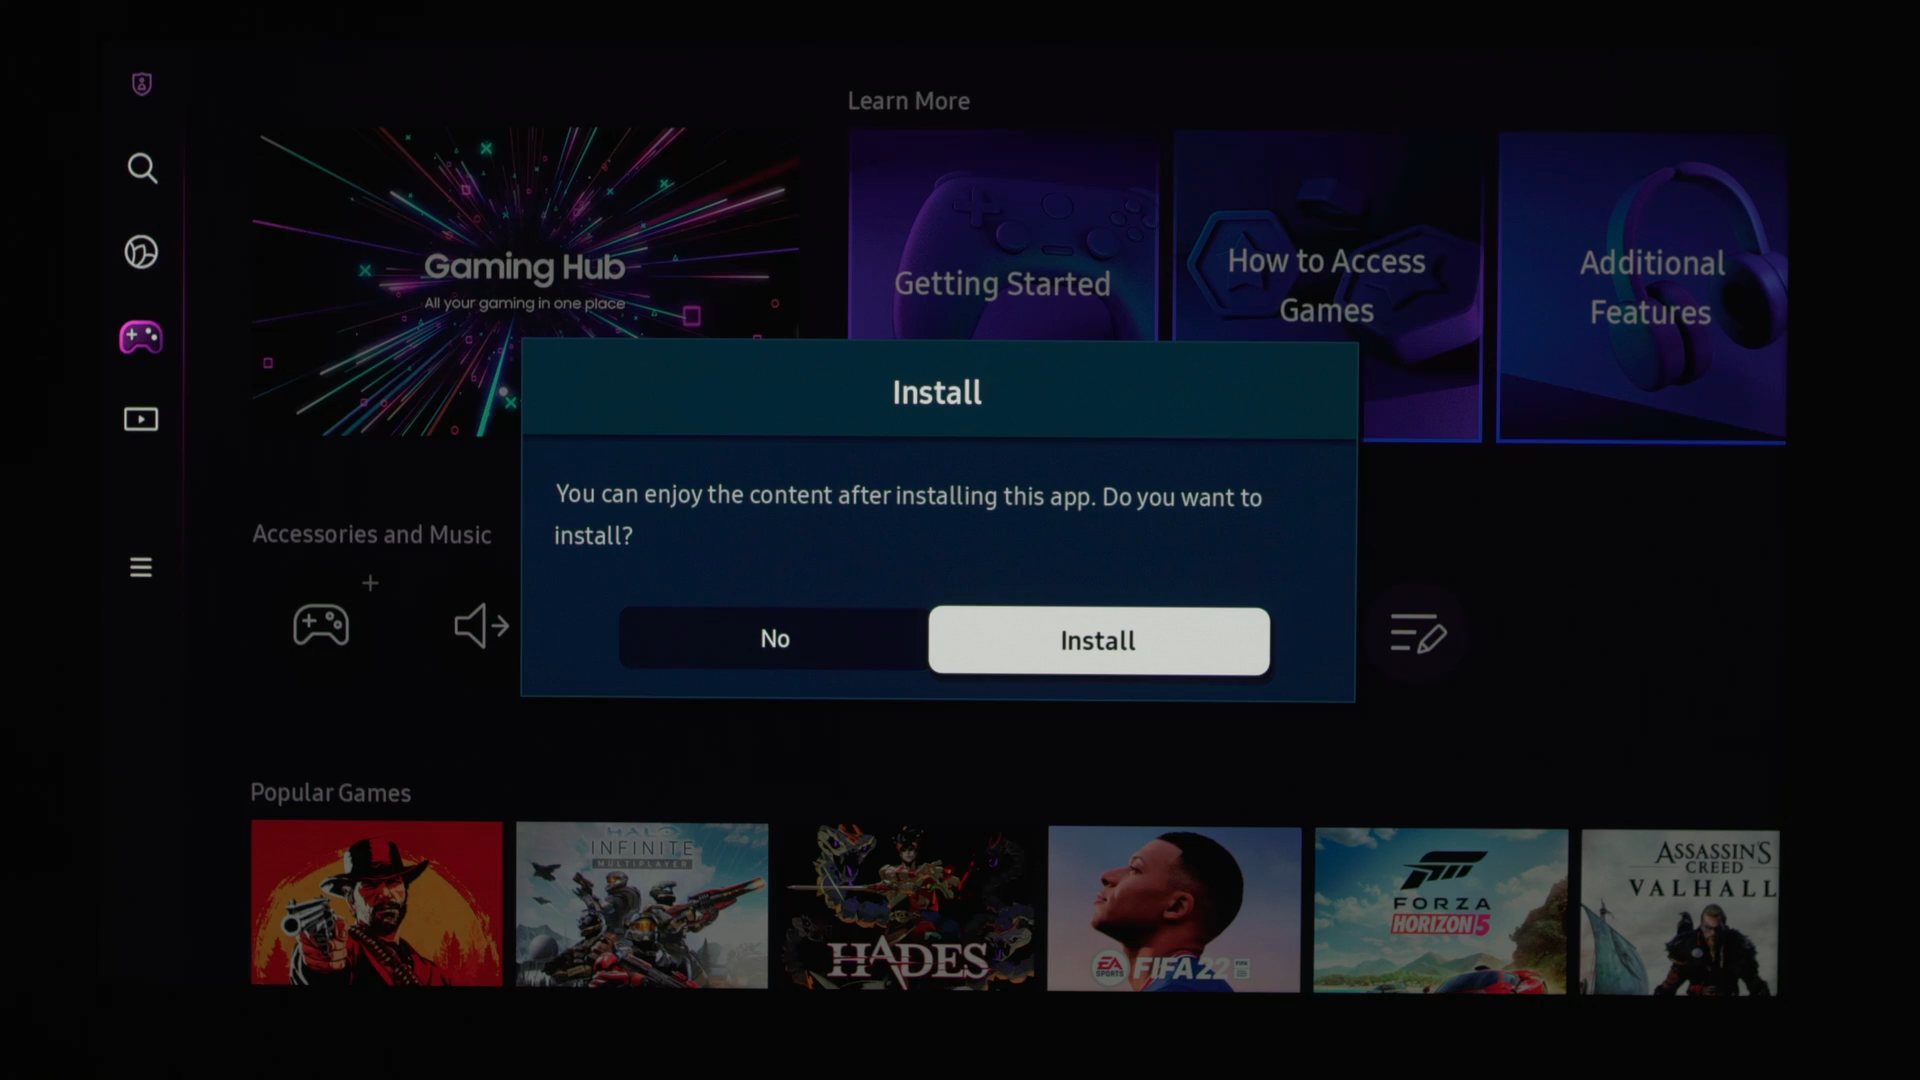 Learn More
Gaming Hub
All your gaming in one place
Getting Started
How to Access
Games
Additional
Features
Install
You can enjoy the content after installing this app. Do you want to
install?
No
Install
Accessories and Music
Popular Games
HALO
INFINITE
MULTIPLAYER
HADES
EA
SPORTS
FIFA 22
FORZA
HORIZON 5
ASSASSIN'S
CREED
VALHALL